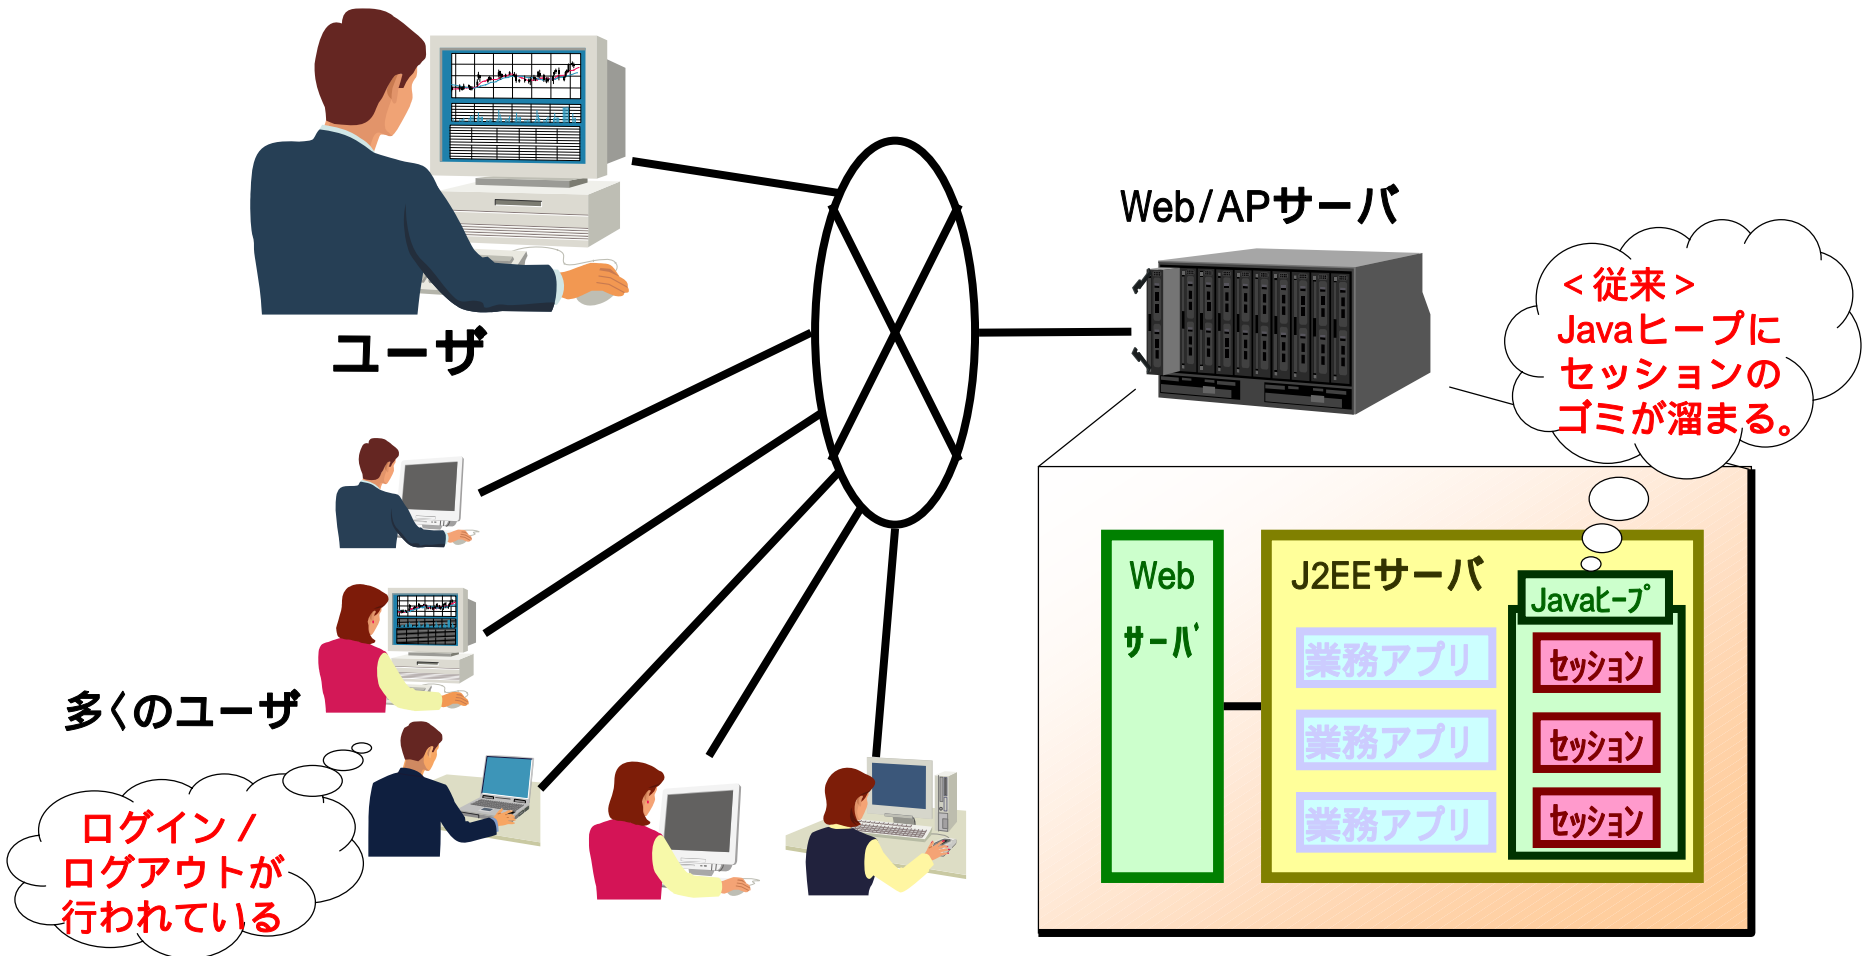 ユーザ
Web/APサーバ
<従来>
Javaヒープに
セッションの
ゴミが溜まる。
多くのユーザ
ログイン/
ログアウトが
行われている
Web
サーバ
J2EEサーバ
業務アプリ
業務アプリ
業務アプリ
Javaヒープ
セッション
セッション
セッション